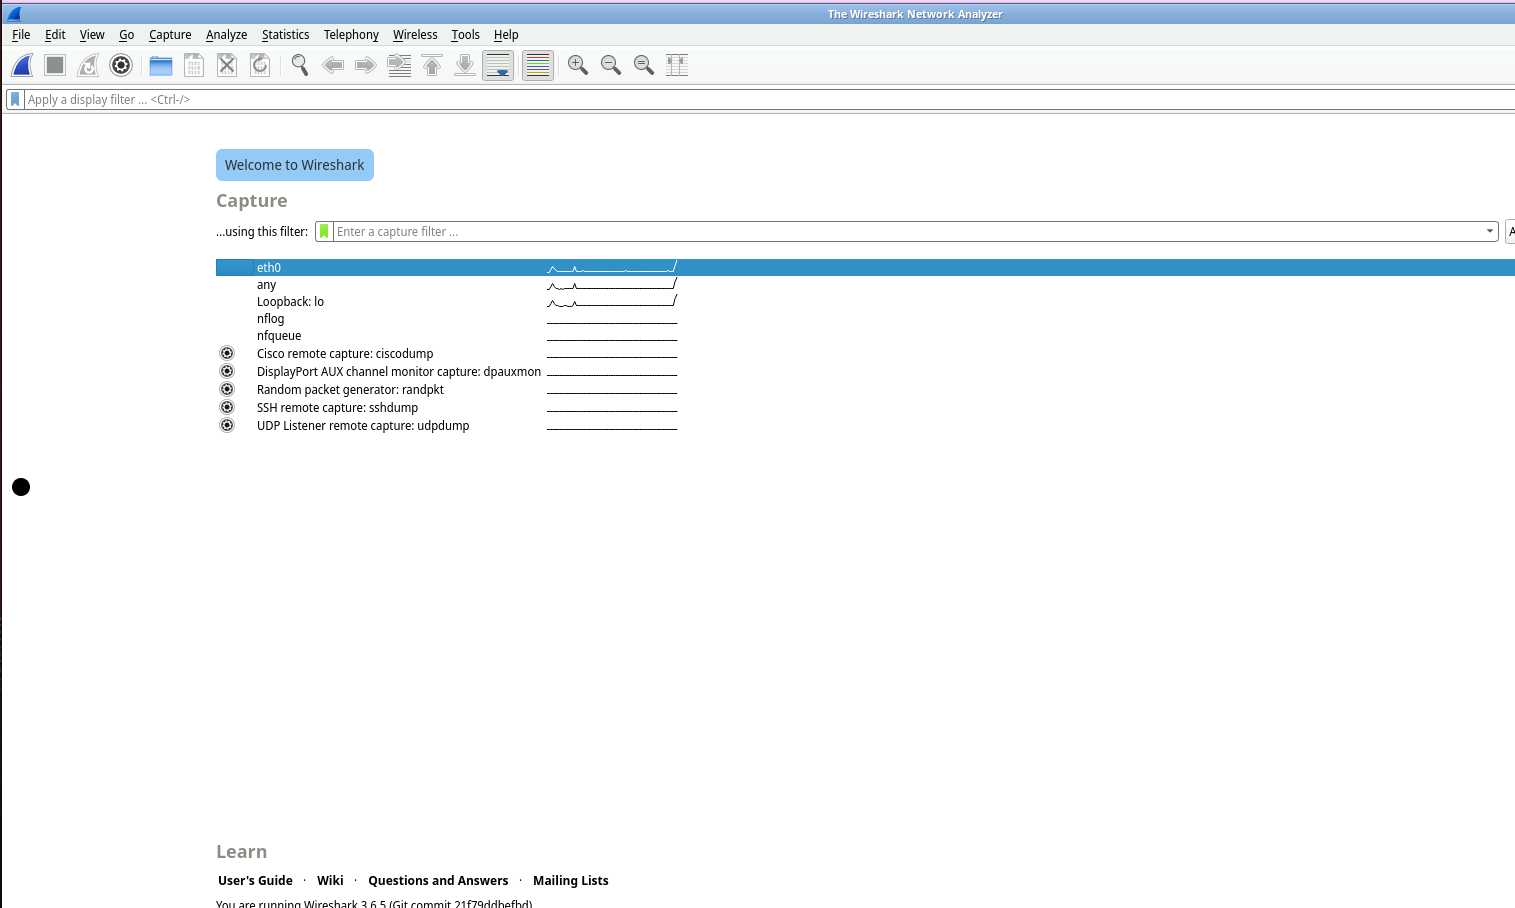 The Wireshark Network Analyzer
File Edit View Go Capture Analyze Statistics Telephony Wireless Tools Help
Apply a display filter ... <Ctrl-/>
Welcome to Wireshark
Capture
...using this filter: Enter a capture filter ... A
eth0
any
Loopback: lo
nflog
nfqueue
Cisco remote capture: ciscodump
DisplayPort AUX channel monitor capture: dpauxmon
Random packet generator: randpkt
SSH remote capture: sshdump
UDP Listener remote capture: udpdump
Learn
User's Guide · Wiki · Questions and Answers · Mailing Lists
You are running Wireshark 3.6.5 (Git commit 21f79ddbefbd)